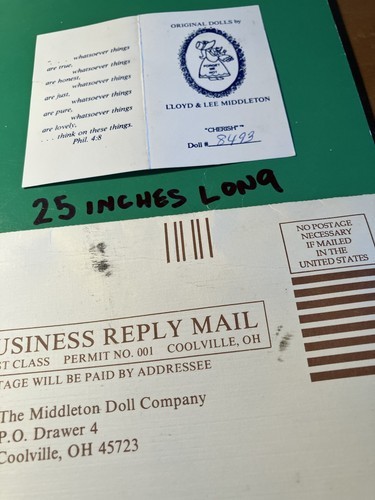 . . . whatsoever things
are true,
whatsoever things
are honest,
whatsoever things
are just,
whatsoever things
are pure,
whatsoever things
are lovely,
. . . think on these things.
Phil. 4:8
ORIGINAL DOLLS by
LLOYD & LEE MIDDLETON
"CHERISH"™
Doll # 8493
25 INCHES LONG
NO POSTAGE
NECESSARY
IF MAILED
IN THE
UNITED STATES
USINESS REPLY MAIL
ST CLASS PERMIT NO. 001 COOLVILLE, OH
TAGE WILL BE PAID BY ADDRESSEE
The Middleton Doll Company
P.O. Drawer 4
Coolville, OH 45723